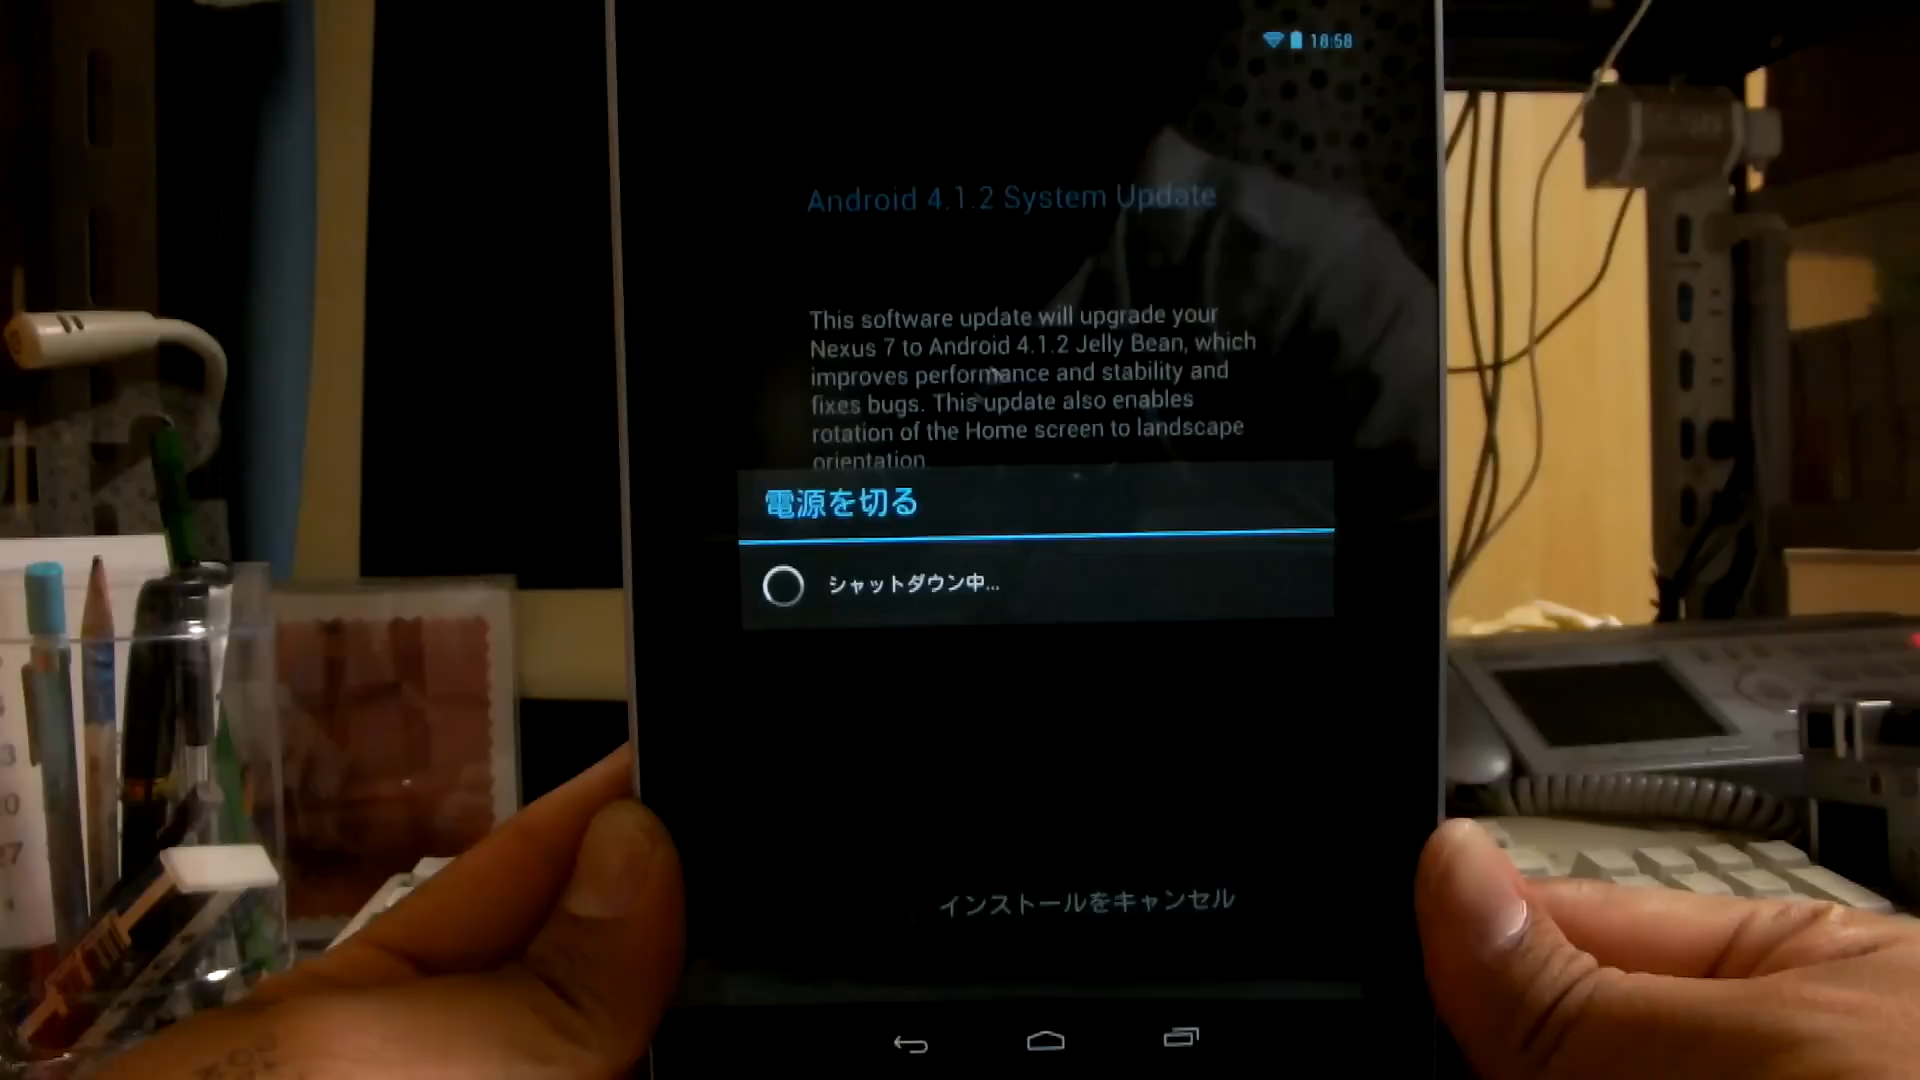 18:58
Android 4.1.2 System Update
This software update will upgrade your
Nexus 7 to Android 4.1.2 Jelly Bean, which
improves performance and stability and
fixes bugs. This update also enables
rotation of the Home screen to landscape
orientation.
電源を切る
シャットダウン中...
インストールをキャンセル